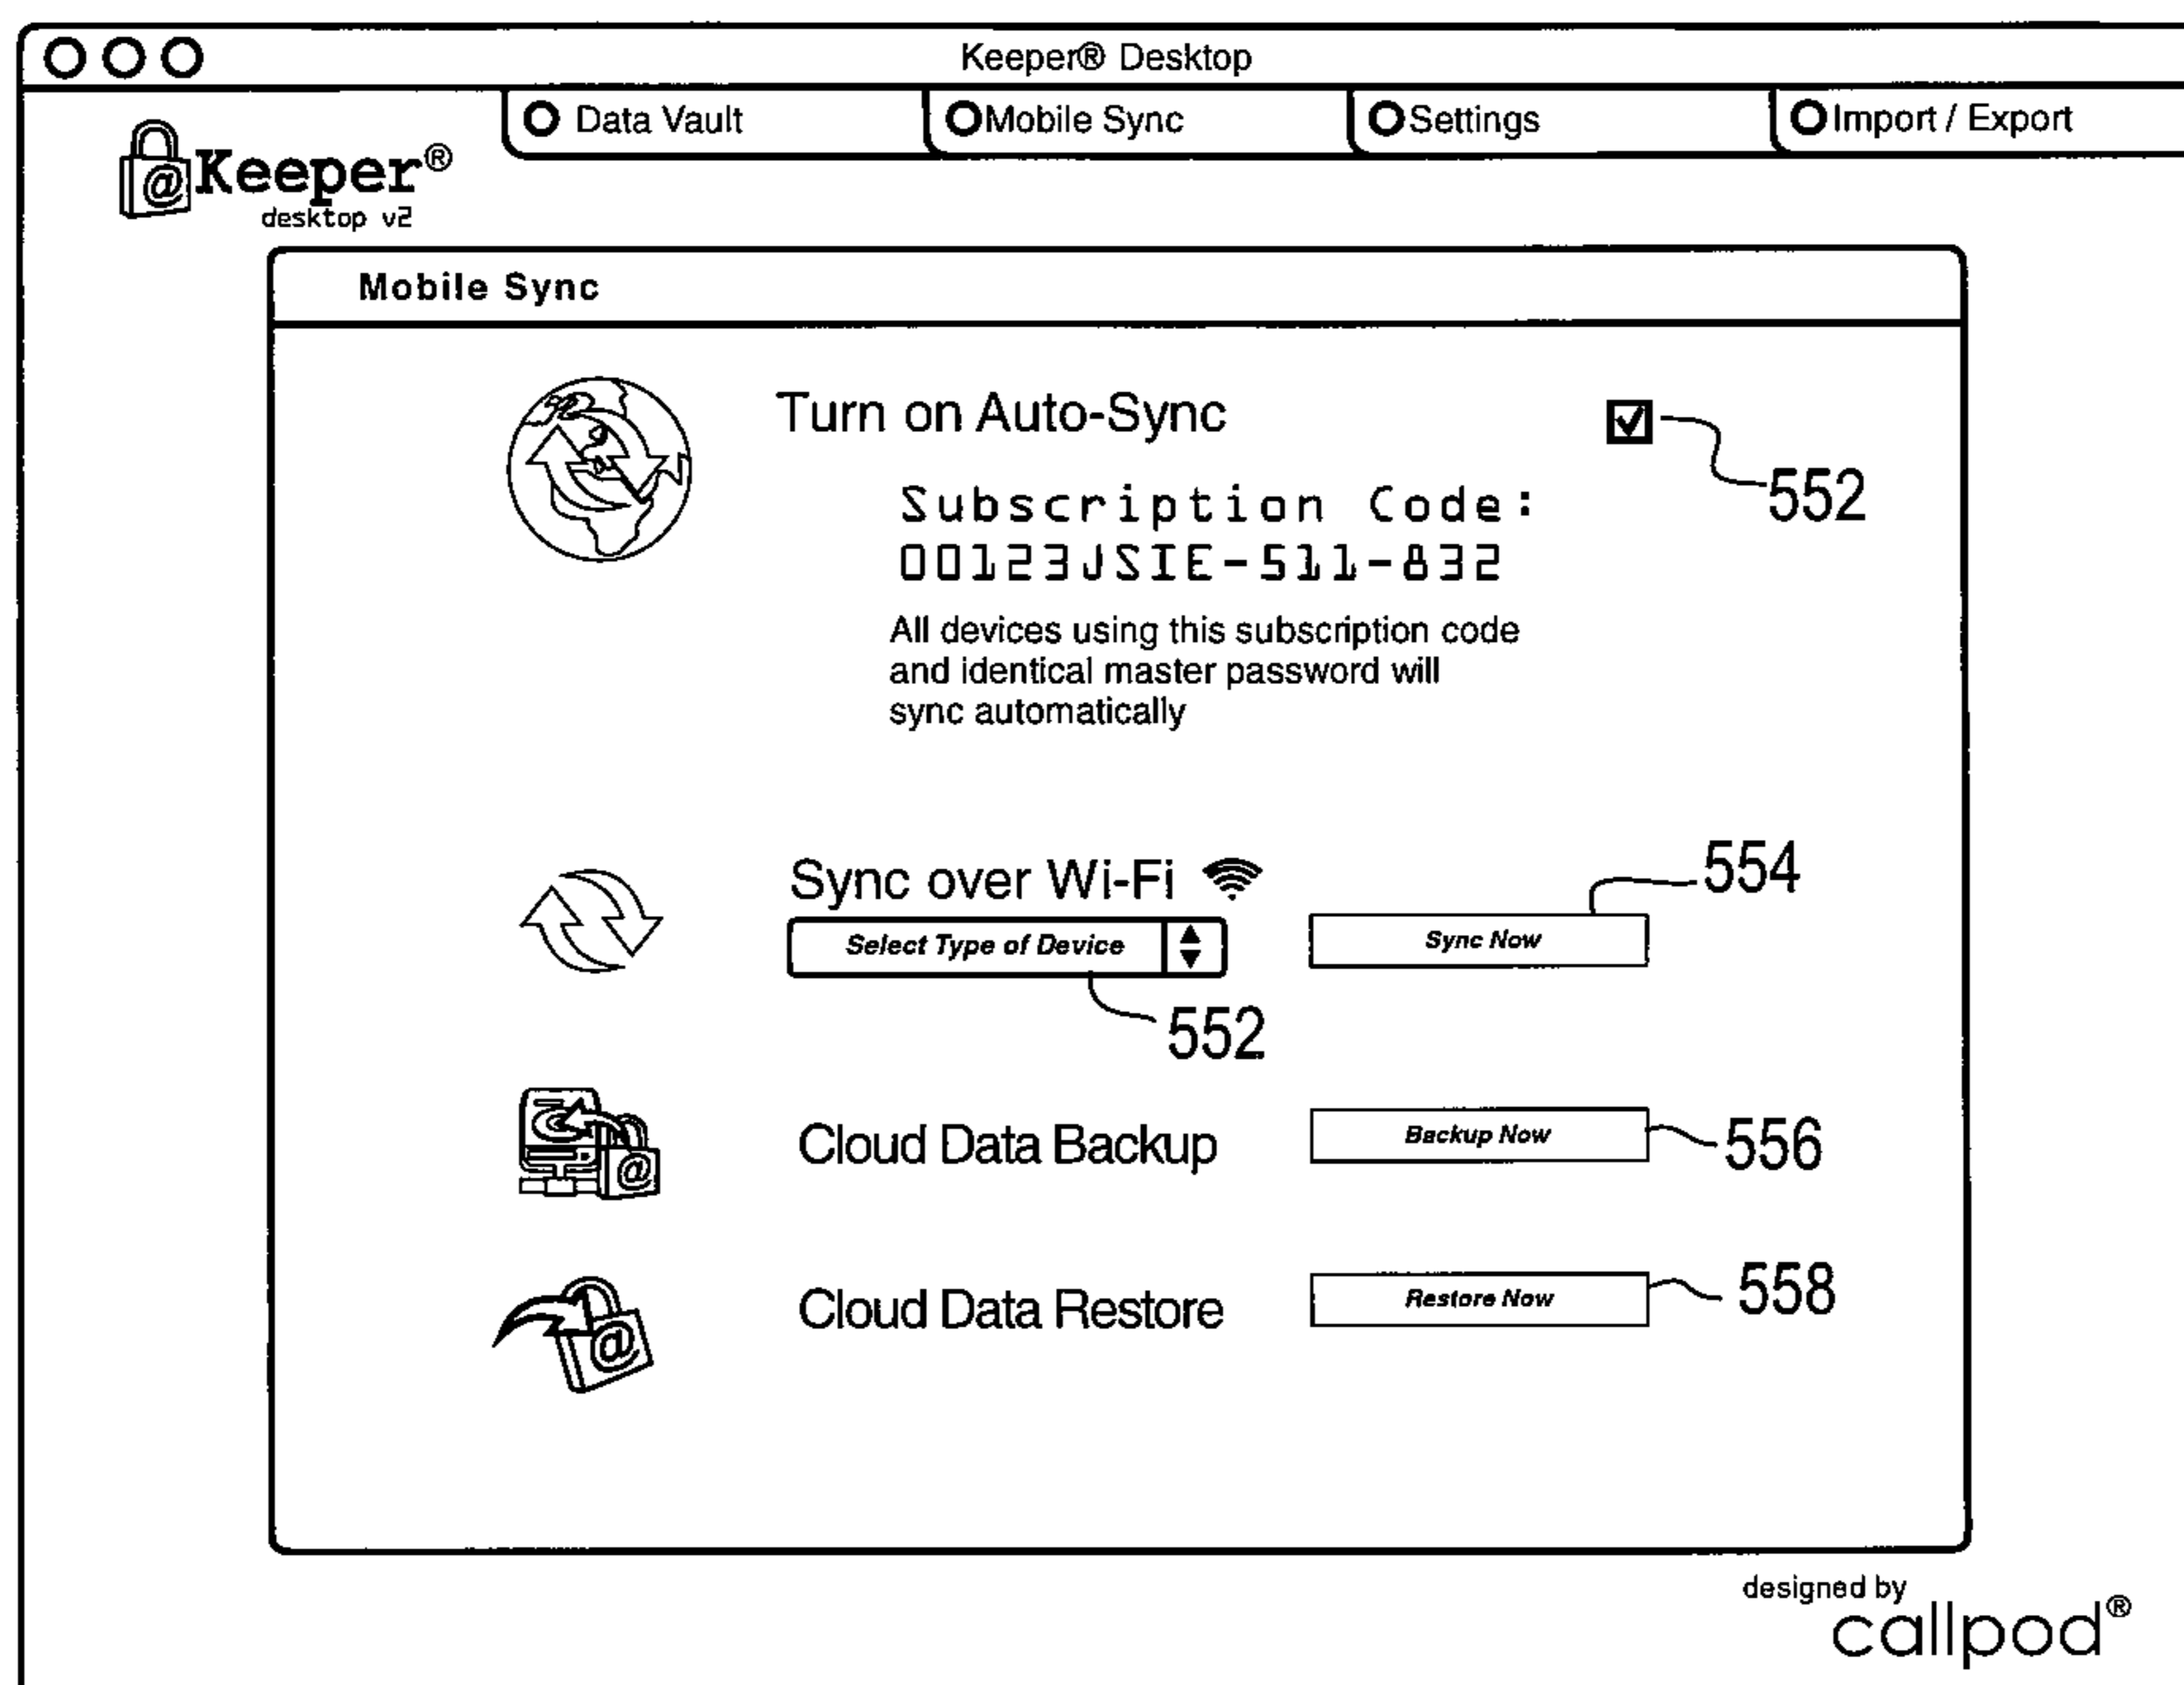 Keeper® Desktop
Data Vault
Mobile Sync
Settings
Import / Export
@ Keeper®
desktop v2
Mobile Sync
Turn on Auto-Sync
552
Subscription Code:
00123JSIE-511-832
All devices using this subscription code
and identical master password will
sync automatically
Sync over Wi-Fi
554
Select Type of Device
Sync Now
552
@
Cloud Data Backup
Backup Now
556
@
Cloud Data Restore
Restore Now
558
designed by
callpod®